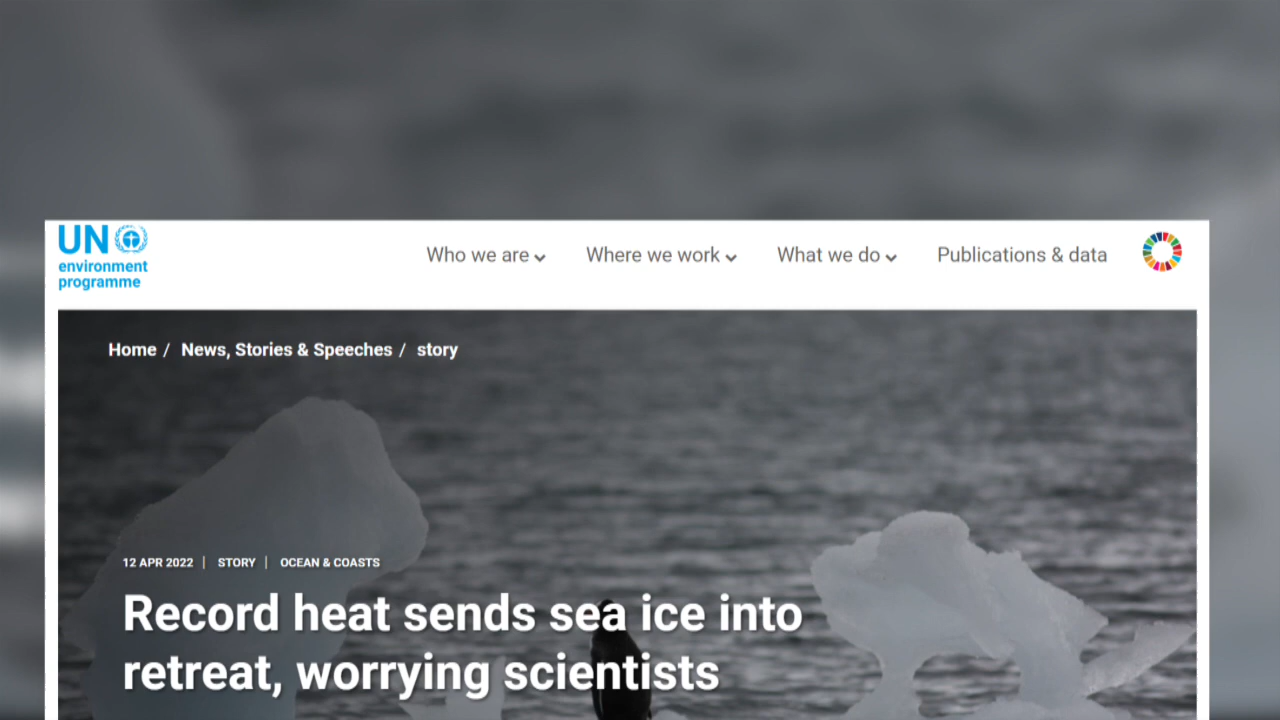 UN
environment
programme
Who we are
Where we work
What we do
Publications & data
Home / News, Stories & Speeches / story
12 APR 2022 | STORY | OCEAN & COASTS
Record heat sends sea ice into
retreat, worrying scientists